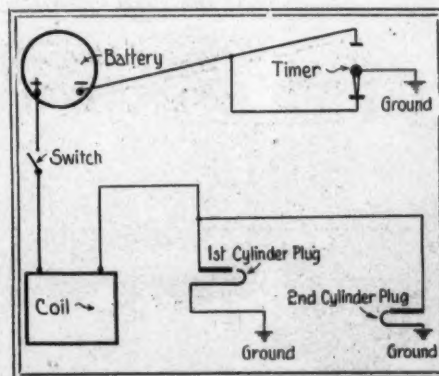 Battery
+ −
Timer
Ground
Switch
1st Cylinder Plug
Coil
2nd Cylinder Plug
Ground
Ground